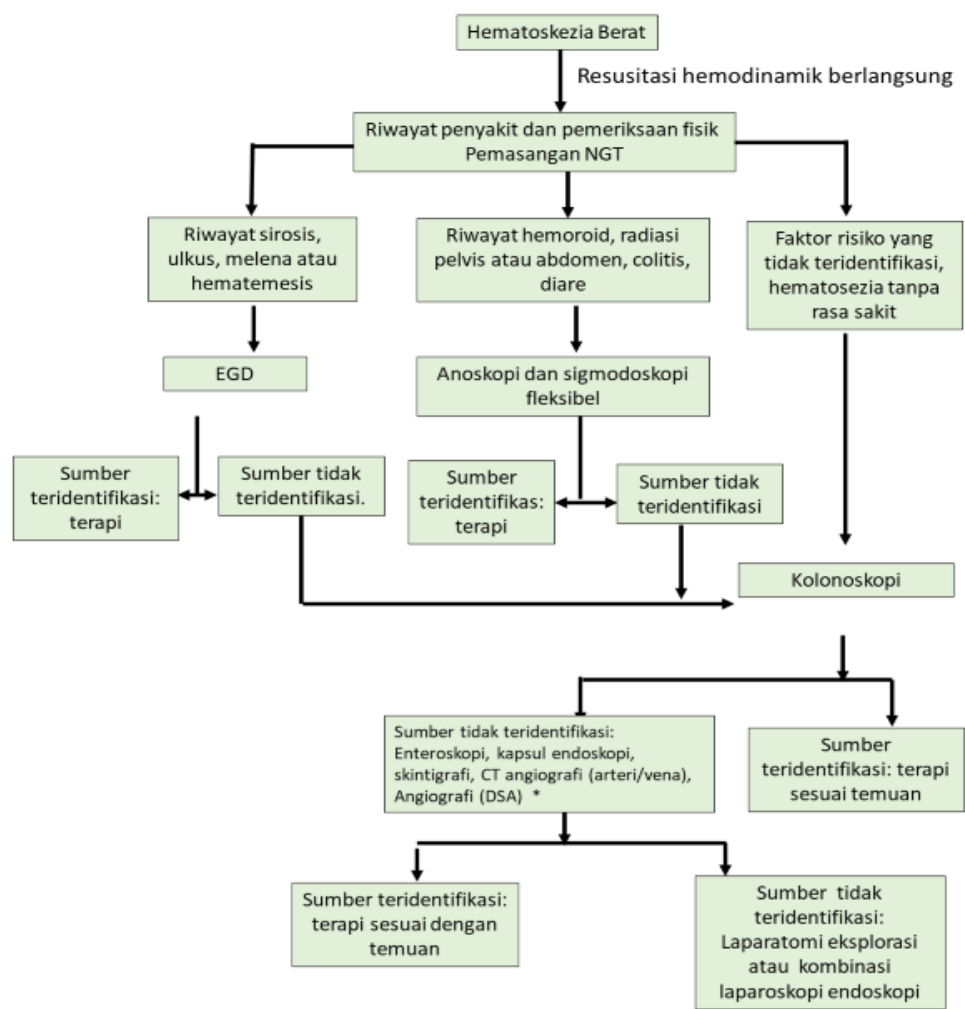 Hematoskezia Berat
Resusitasi hemodinamik berlangsung
Riwayat penyakit dan pemeriksaan fisik
Pemasangan NGT
Riwayat sirosis,
ulkus, melena atau
hematemesis
Riwayat hemoroid, radiasi
pelvis atau abdomen, colitis,
diare
Faktor risiko yang
tidak teridentifikasi,
hematosezia tanpa
rasa sakit
EGD
Anoskopi dan sigmodoskopi
fleksibel
Sumber
teridentifikasi:
terapi
Sumber tidak
teridentifikasi.
Sumber
teridentifikas:
terapi
Sumber tidak
teridentifikasi
Kolonoskopi
Sumber tidak teridentifikasi:
Enteroskopi, kapsul endoskopi,
skintigrafi, CT angiografi (arteri/vena),
Angiografi (DSA) *
Sumber
teridentifikasi: terapi
sesuai temuan
Sumber teridentifikasi:
terapi sesuai dengan
temuan
Sumber tidak
teridentifikasi:
Laparatomi eksplorasi
atau kombinasi
laparoskopi endoskopi